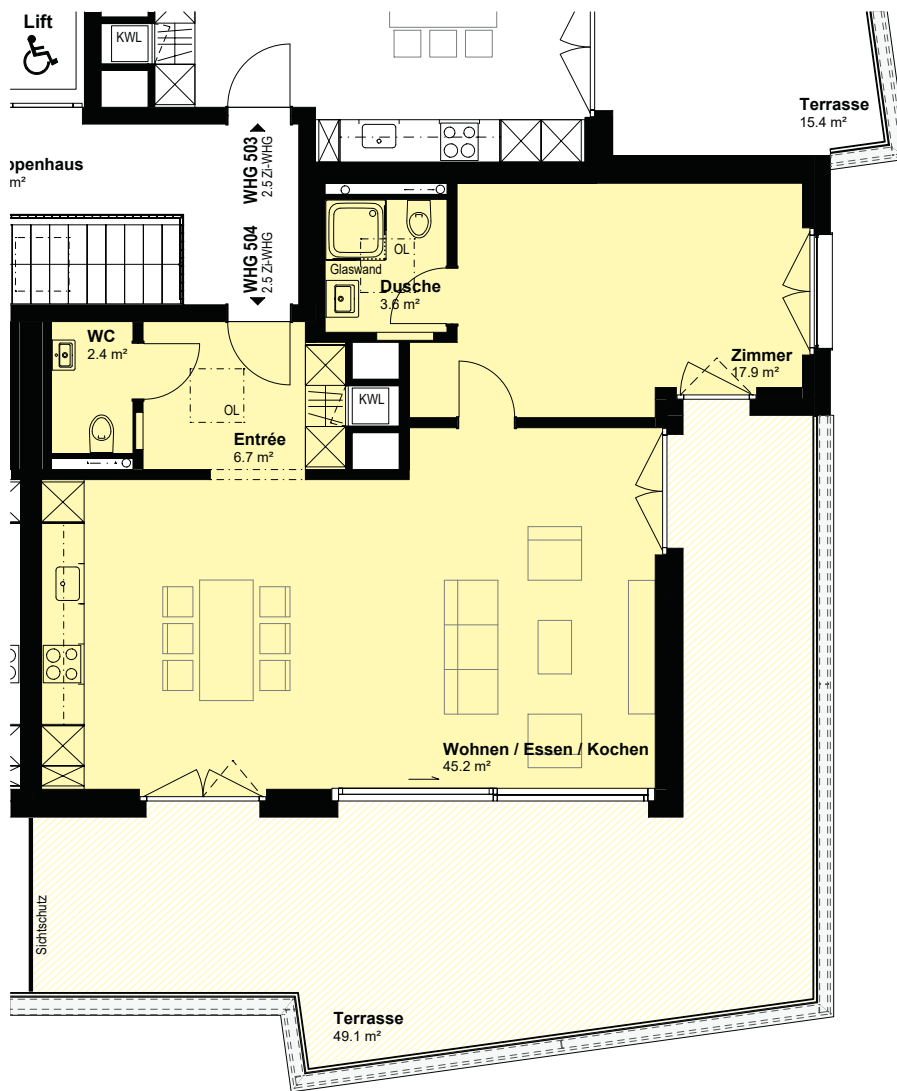 Lift
KWL
Terrasse
15.4 m²
ppenhaus
m²
WHG 503
2.5 Zi-WHG
WHG 504
2.5 Zi-WHG
OL
Glaswand
Dusche
3.6 m²
WC
2.4 m²
Zimmer
17.9 m²
KWL
OL
Entrée
6.7 m²
Wohnen / Essen / Kochen
45.2 m²
Sichtschutz
Terrasse
49.1 m²